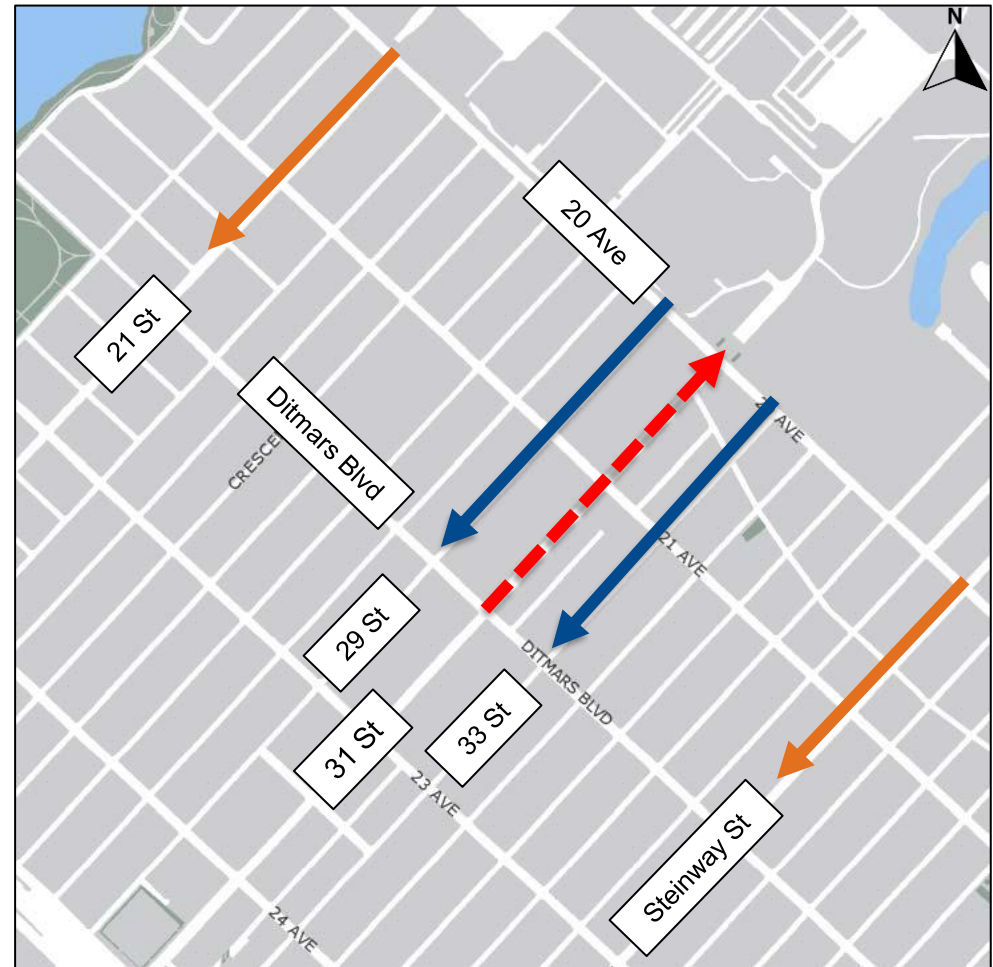 N
20 Ave
21 St
Ditmars Blvd
CRESCE
AVE
21 AVE
29 St
DITMARS BLVD
31 St
33 St
23 AVE
Steinway St
24 AVE